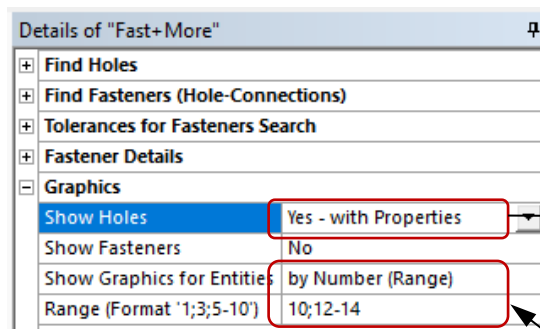 Details of "Fast+More"
Find Holes
Find Fasteners (Hole-Connections)
Tolerances for Fasteners Search
Fastener Details
Graphics
Show Holes Yes - with Properties
Show Fasteners No
Show Graphics for Entities by Number (Range)
Range (Format '1;3;5-10') 10;12-14